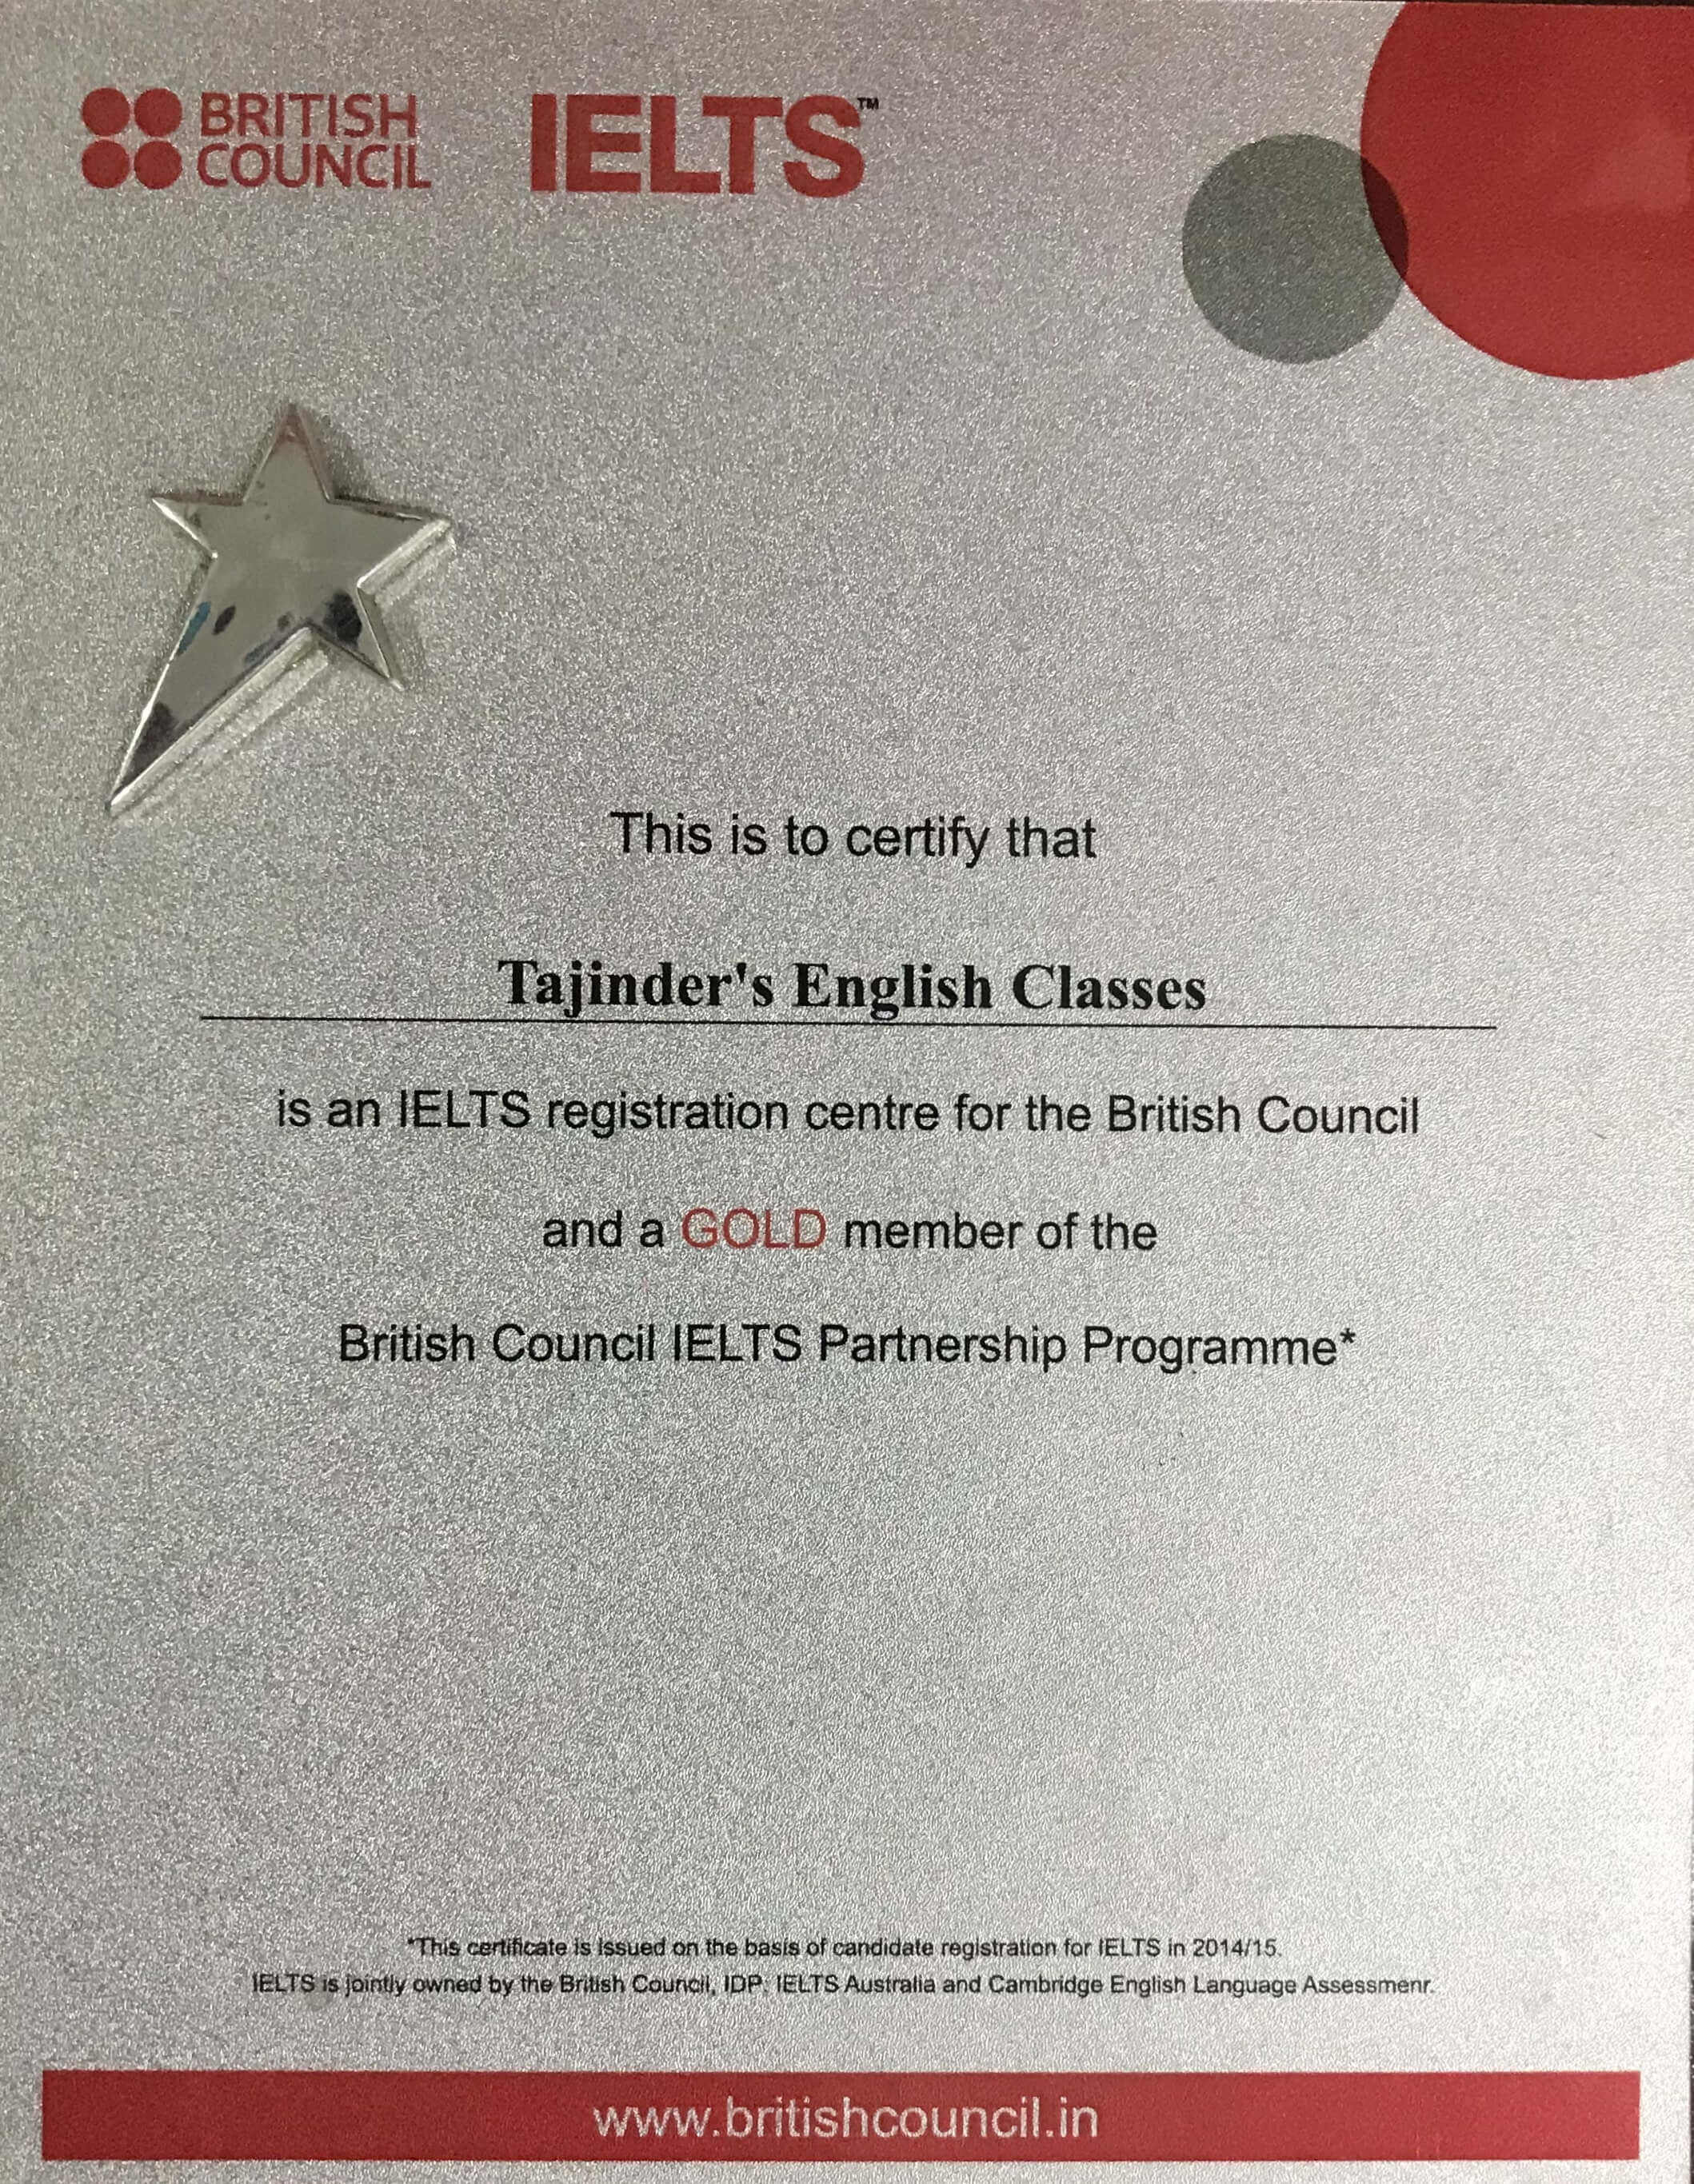 BRITISH
COUNCIL
IELTS™
This is to certify that
Tajinder's English Classes
is an IELTS registration centre for the British Council
and a GOLD member of the
British Council IELTS Partnership Programme*
*This certificate is issued on the basis of candidate registration for IELTS in 2014/15.
IELTS is jointly owned by the British Council, IDP: IELTS Australia and Cambridge English Language Assessmenr.
www.britishcouncil.in